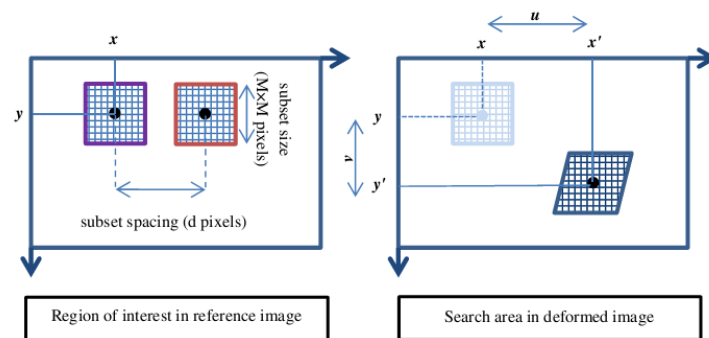 x
y
subset size
(M×M pixels)
subset spacing (d pixels)
Region of interest in reference image
u
x
x'
y
v
y'
Search area in deformed image